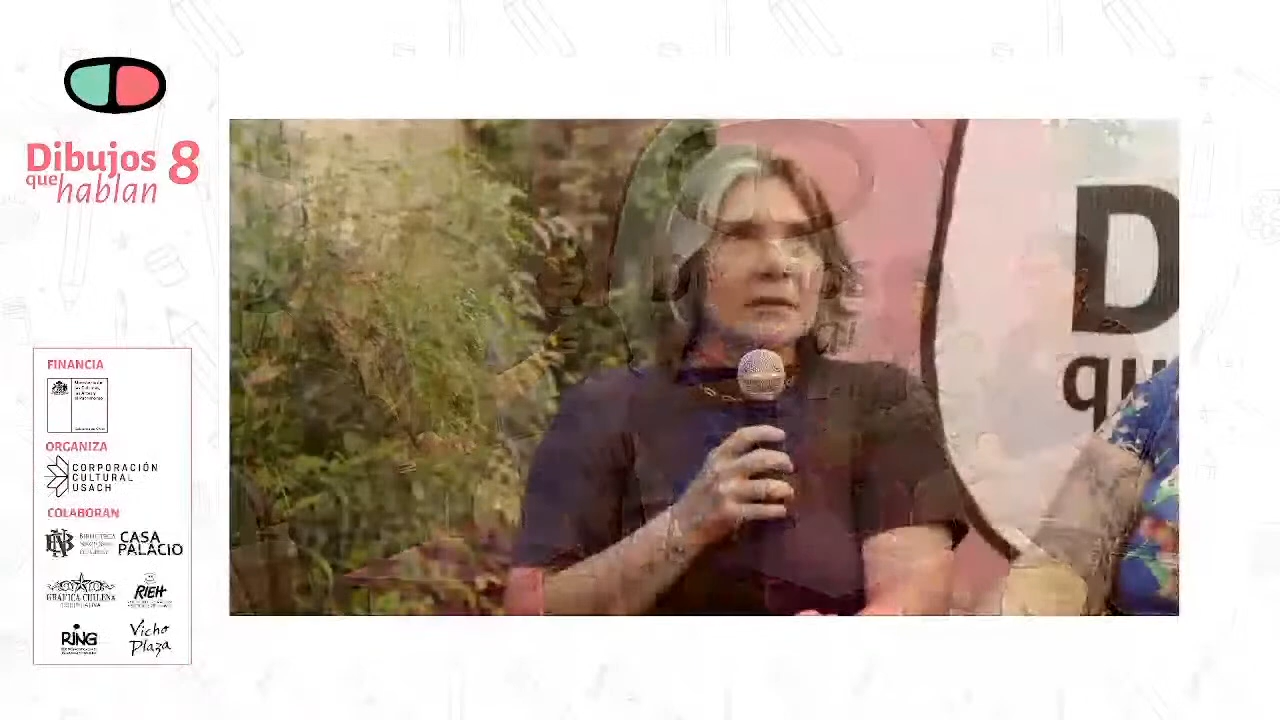 Dibujos 8
que hablan
FINANCIA
ORGANIZA
CORPORACIÓN
CULTURAL
USACH
COLABORAN
CASA
PALACIO
GRÁFICA CHILENA
RIEH
RING
Vicho
Plaza
D
qu